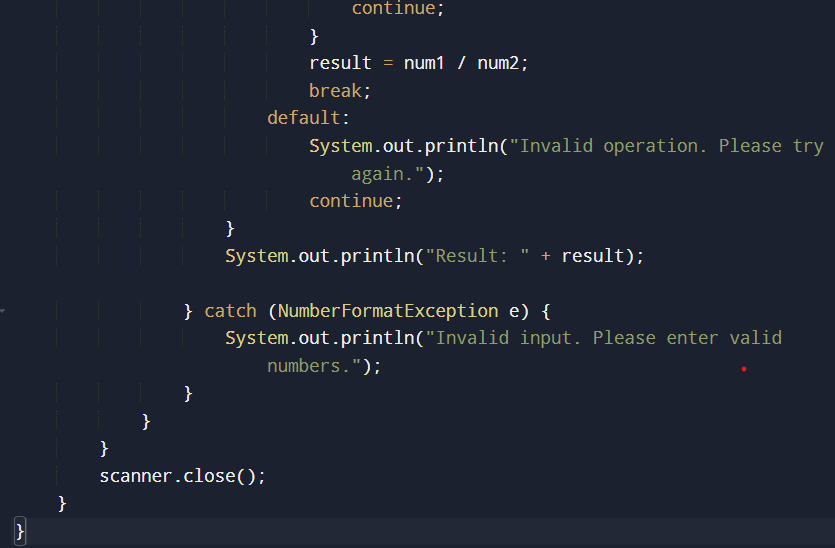 continue;
}
result = num1 / num2;
break;
default:
System.out.println("Invalid operation. Please try
again.");
continue;
}
System.out.println("Result: " + result);
} catch (NumberFormatException e) {
System.out.println("Invalid input. Please enter valid
numbers.");
}
}
}
scanner.close();
}
}